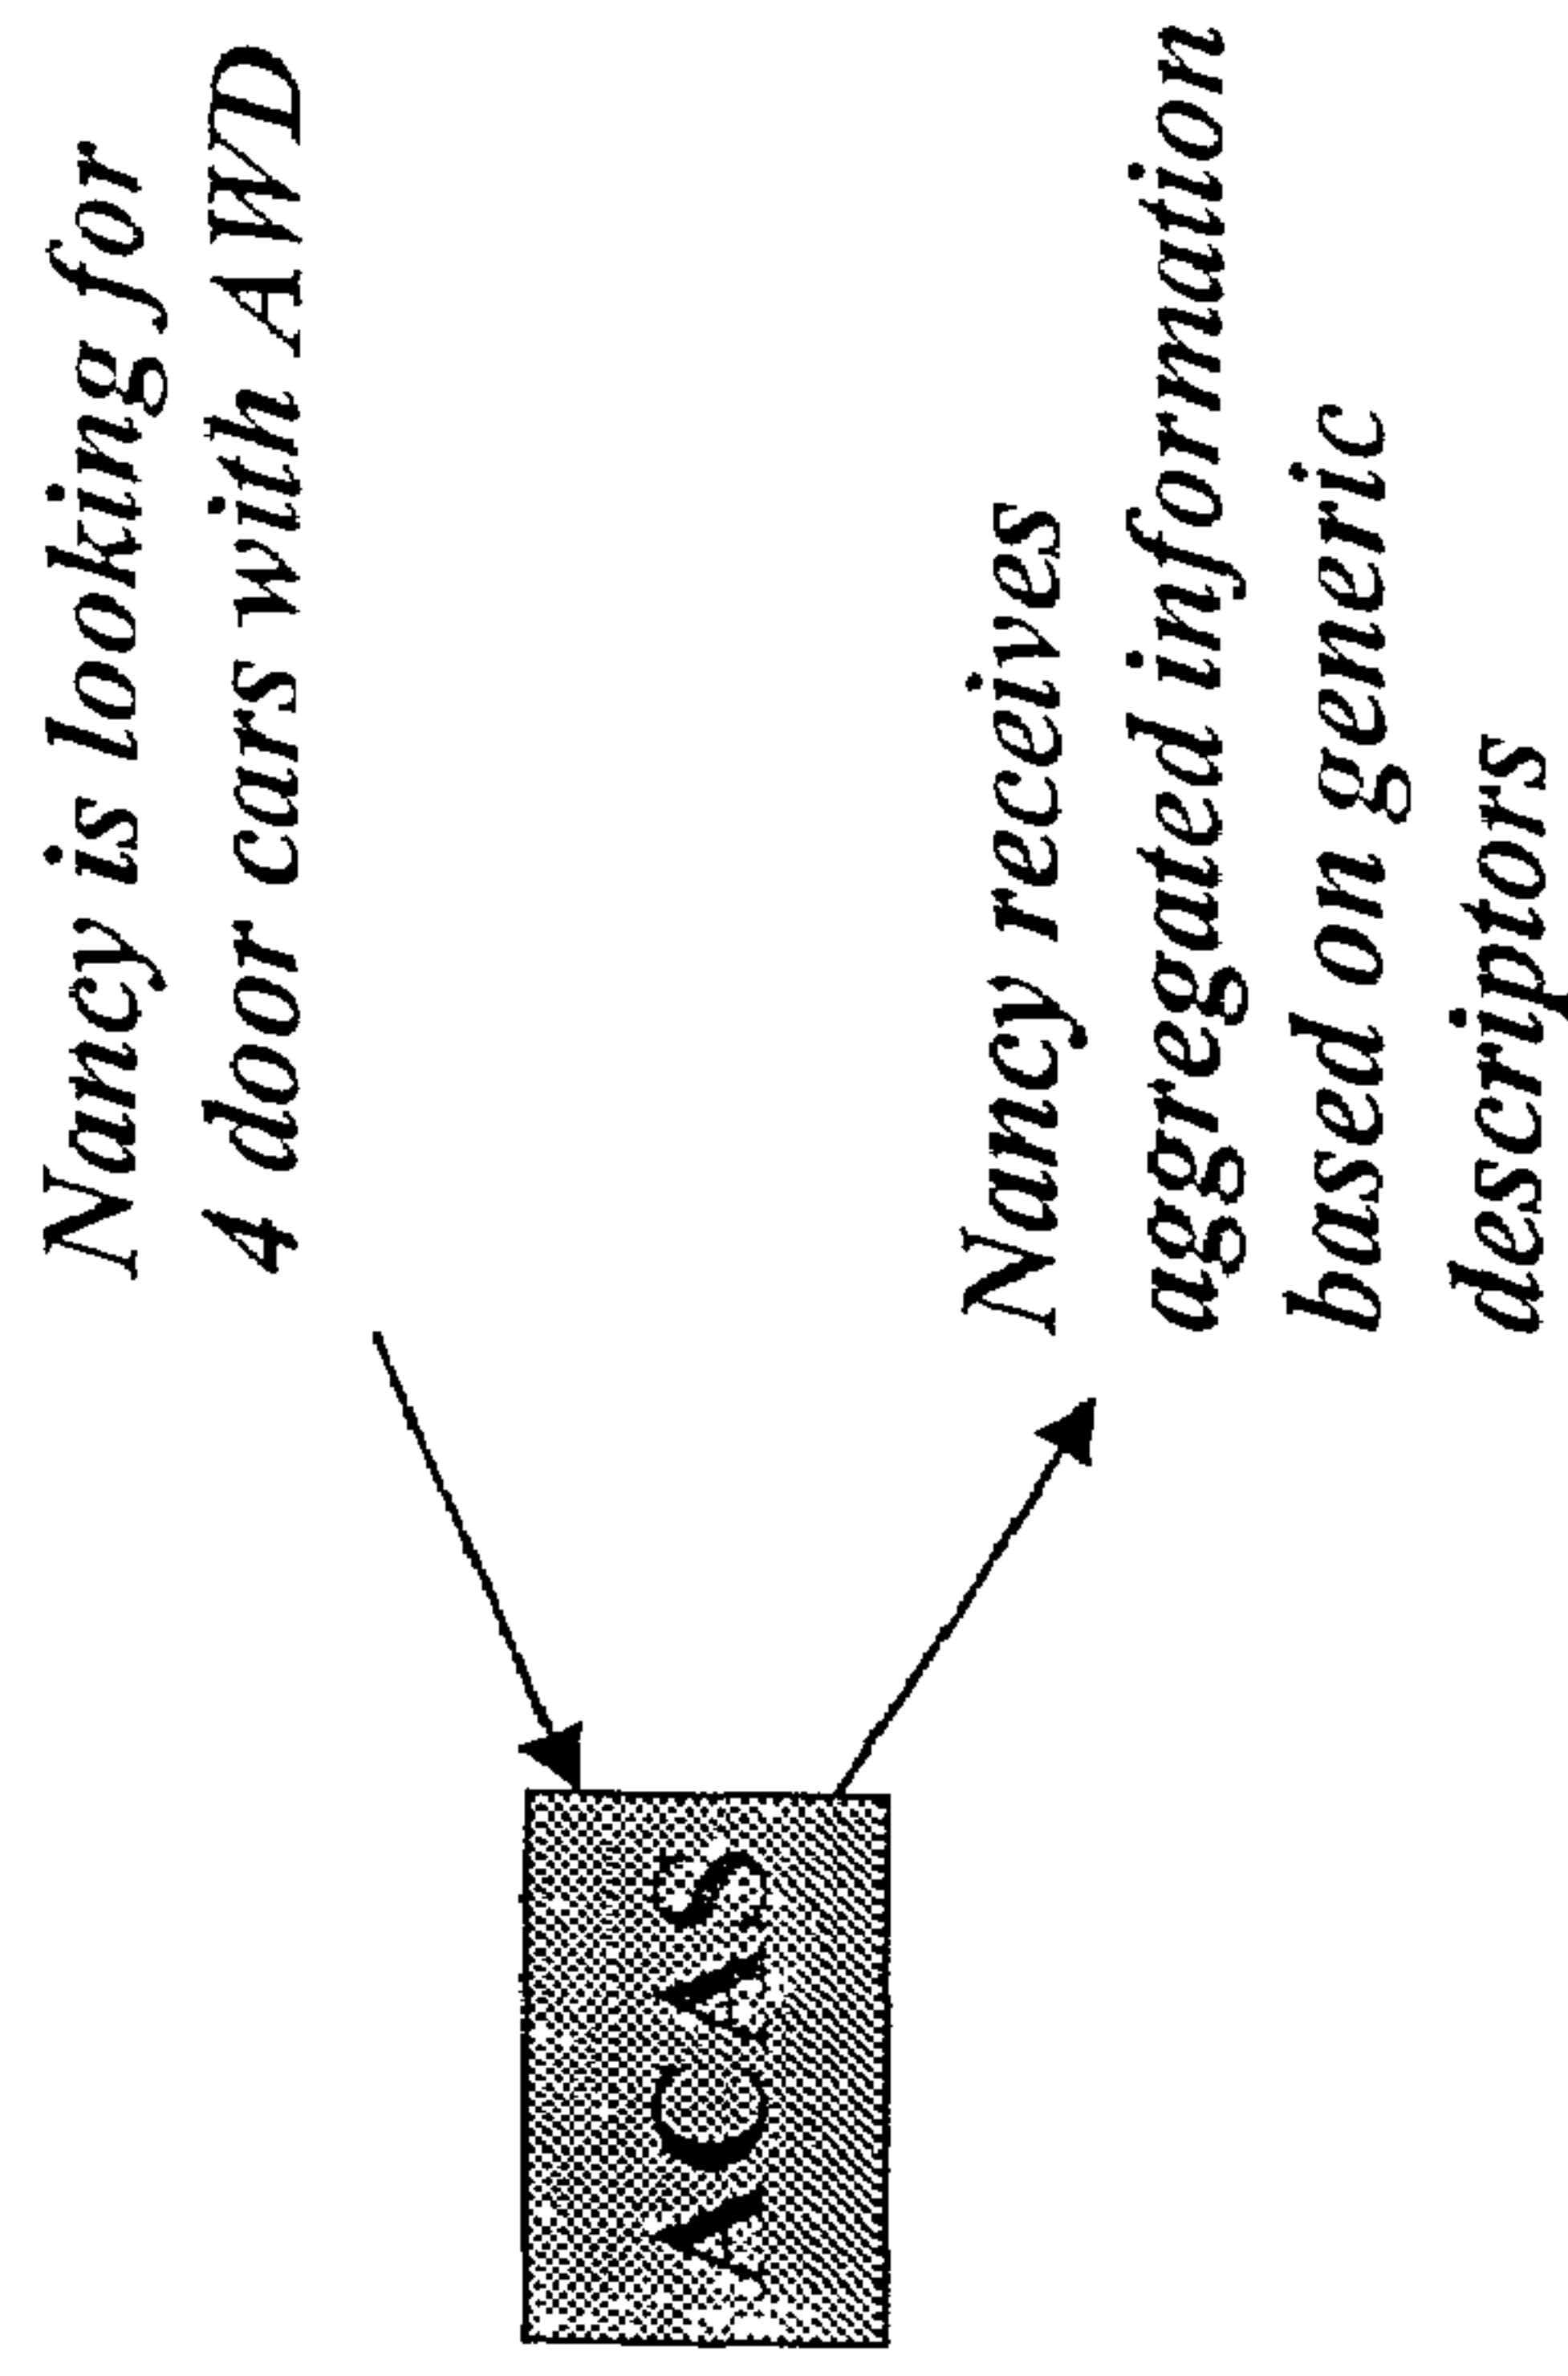 Nancy is looking for
4 door cars with AWD
ACAS
Nancy receives
aggregated information
based on generic
descriptors